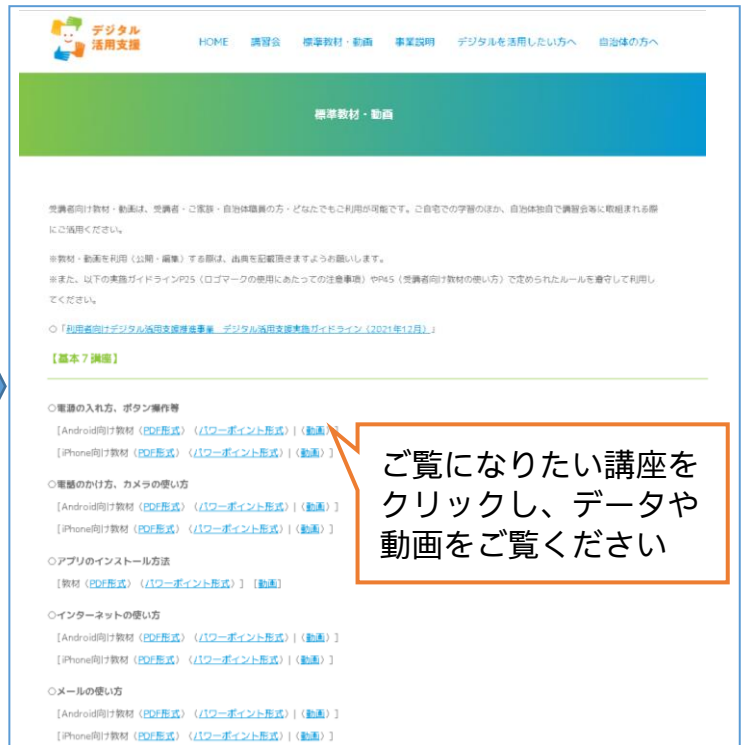 デジタル
活用支援
HOME 講習会 標準教材・動画 事業説明 デジタルを活用したい方へ 自治体の方へ
標準教材・動画
受講者向け教材・動画は、受講者・ご家族・自治体職員の方・どなたでもご利用が可能です。ご自宅での学習のほか、自治体独自で講習会等に取組まれる際
にご活用ください。
※教材・動画を利用（公開・編集）する際は、出典を記載頂きますようお願いします。
※また、以下の実施ガイドラインP25（ロゴマークの使用にあたっての注意事項）やP45（受講者向け教材の使い方）で定められたルールを遵守して利用し
てください。
○「利用者向けデジタル活用支援推進事業 デジタル活用支援実施ガイドライン（2021年12月）」
【基本７講座】
○電源の入れ方、ボタン操作等
[Android向け教材（PDF形式）（パワーポイント形式）|（動画）]
[iPhone向け教材（PDF形式）（パワーポイント形式）|（動画）]
○電話のかけ方、カメラの使い方
[Android向け教材（PDF形式）（パワーポイント形式）|（動画）]
[iPhone向け教材（PDF形式）（パワーポイント形式）|（動画）]
○アプリのインストール方法
[教材（PDF形式）（パワーポイント形式）] [動画]
○インターネットの使い方
[Android向け教材（PDF形式）（パワーポイント形式）|（動画）]
[iPhone向け教材（PDF形式）（パワーポイント形式）|（動画）]
○メールの使い方
[Android向け教材（PDF形式）（パワーポイント形式）|（動画）]
[iPhone向け教材（PDF形式）（パワーポイント形式）|（動画）]
ご覧になりたい講座を
クリックし、データや
動画をご覧ください